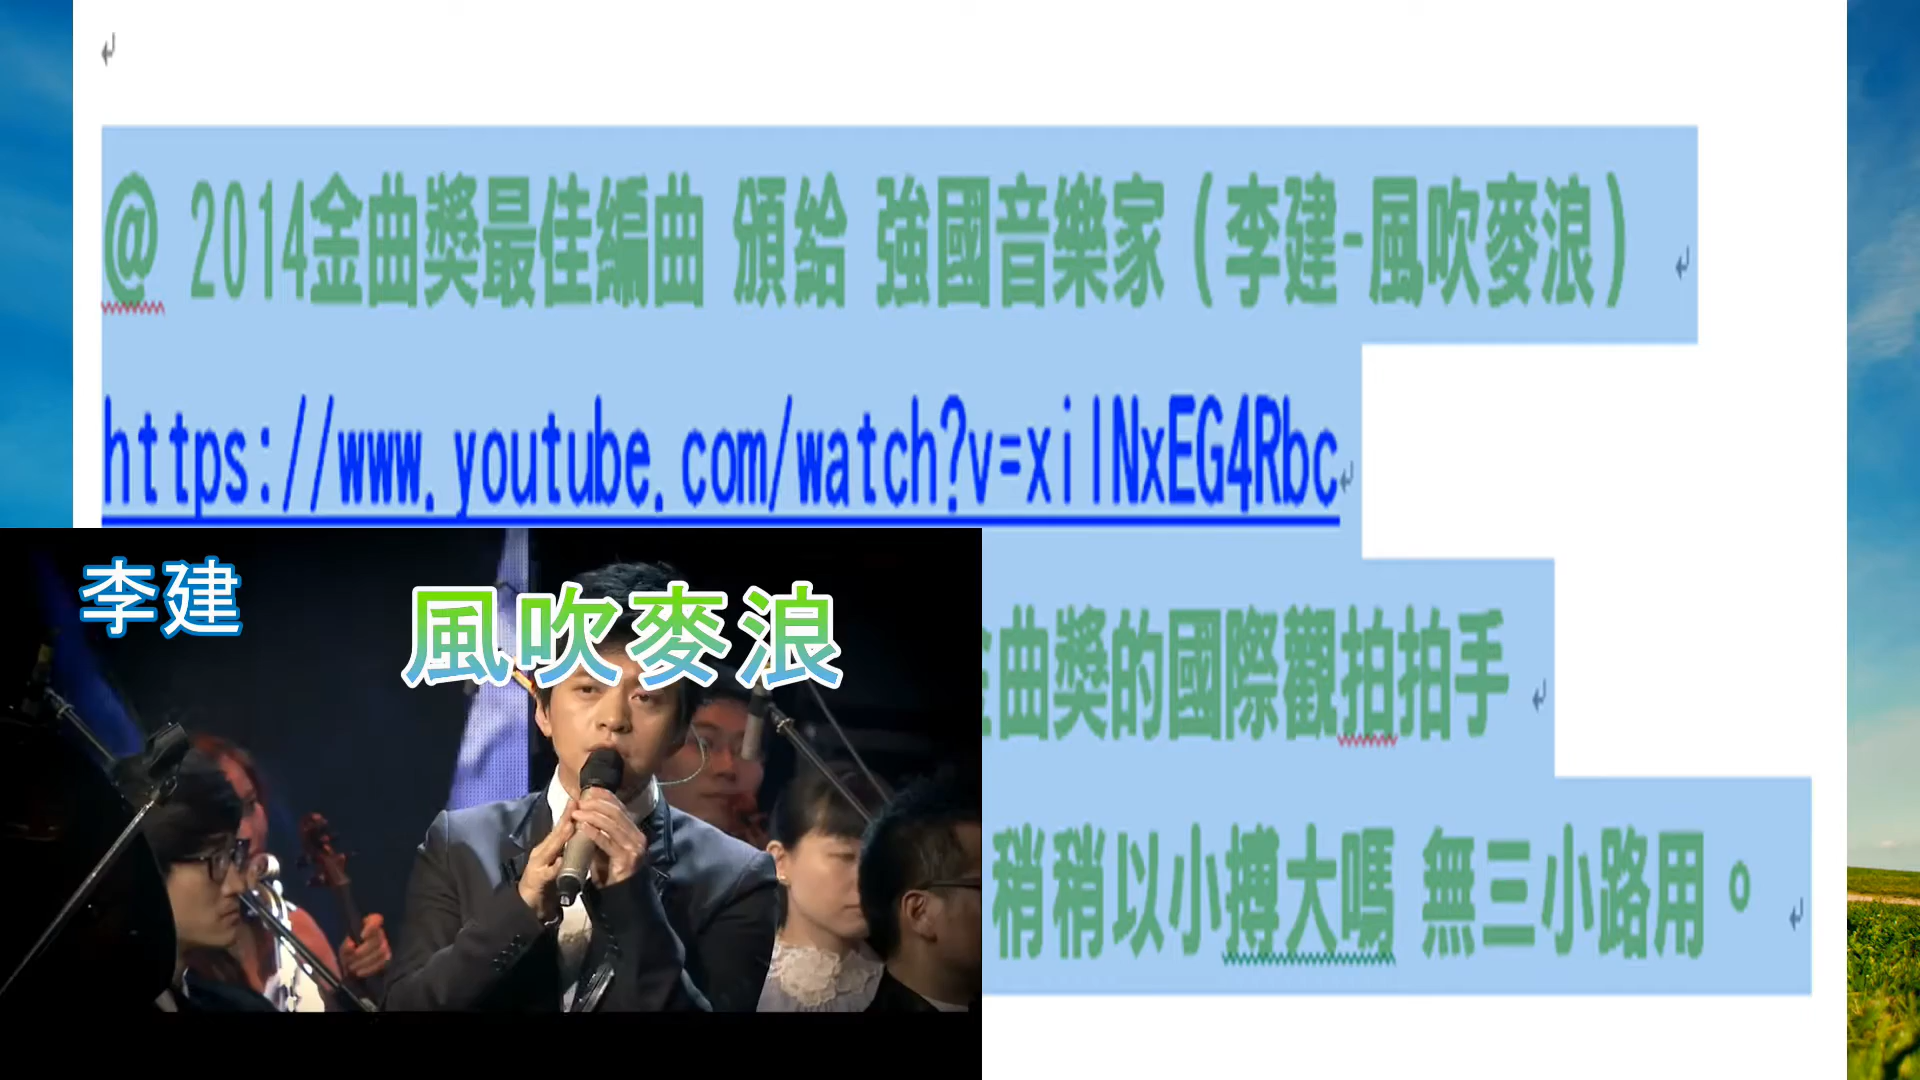 @ 2014金曲獎最佳編曲 頒給 強國音樂家（李建-風吹麥浪）
https://www.youtube.com/watch?v=xilNxEG4Rbc
李建
風吹麥浪
曲獎的國際觀拍拍手
稍稍以小搏大嗎 無三小路用。